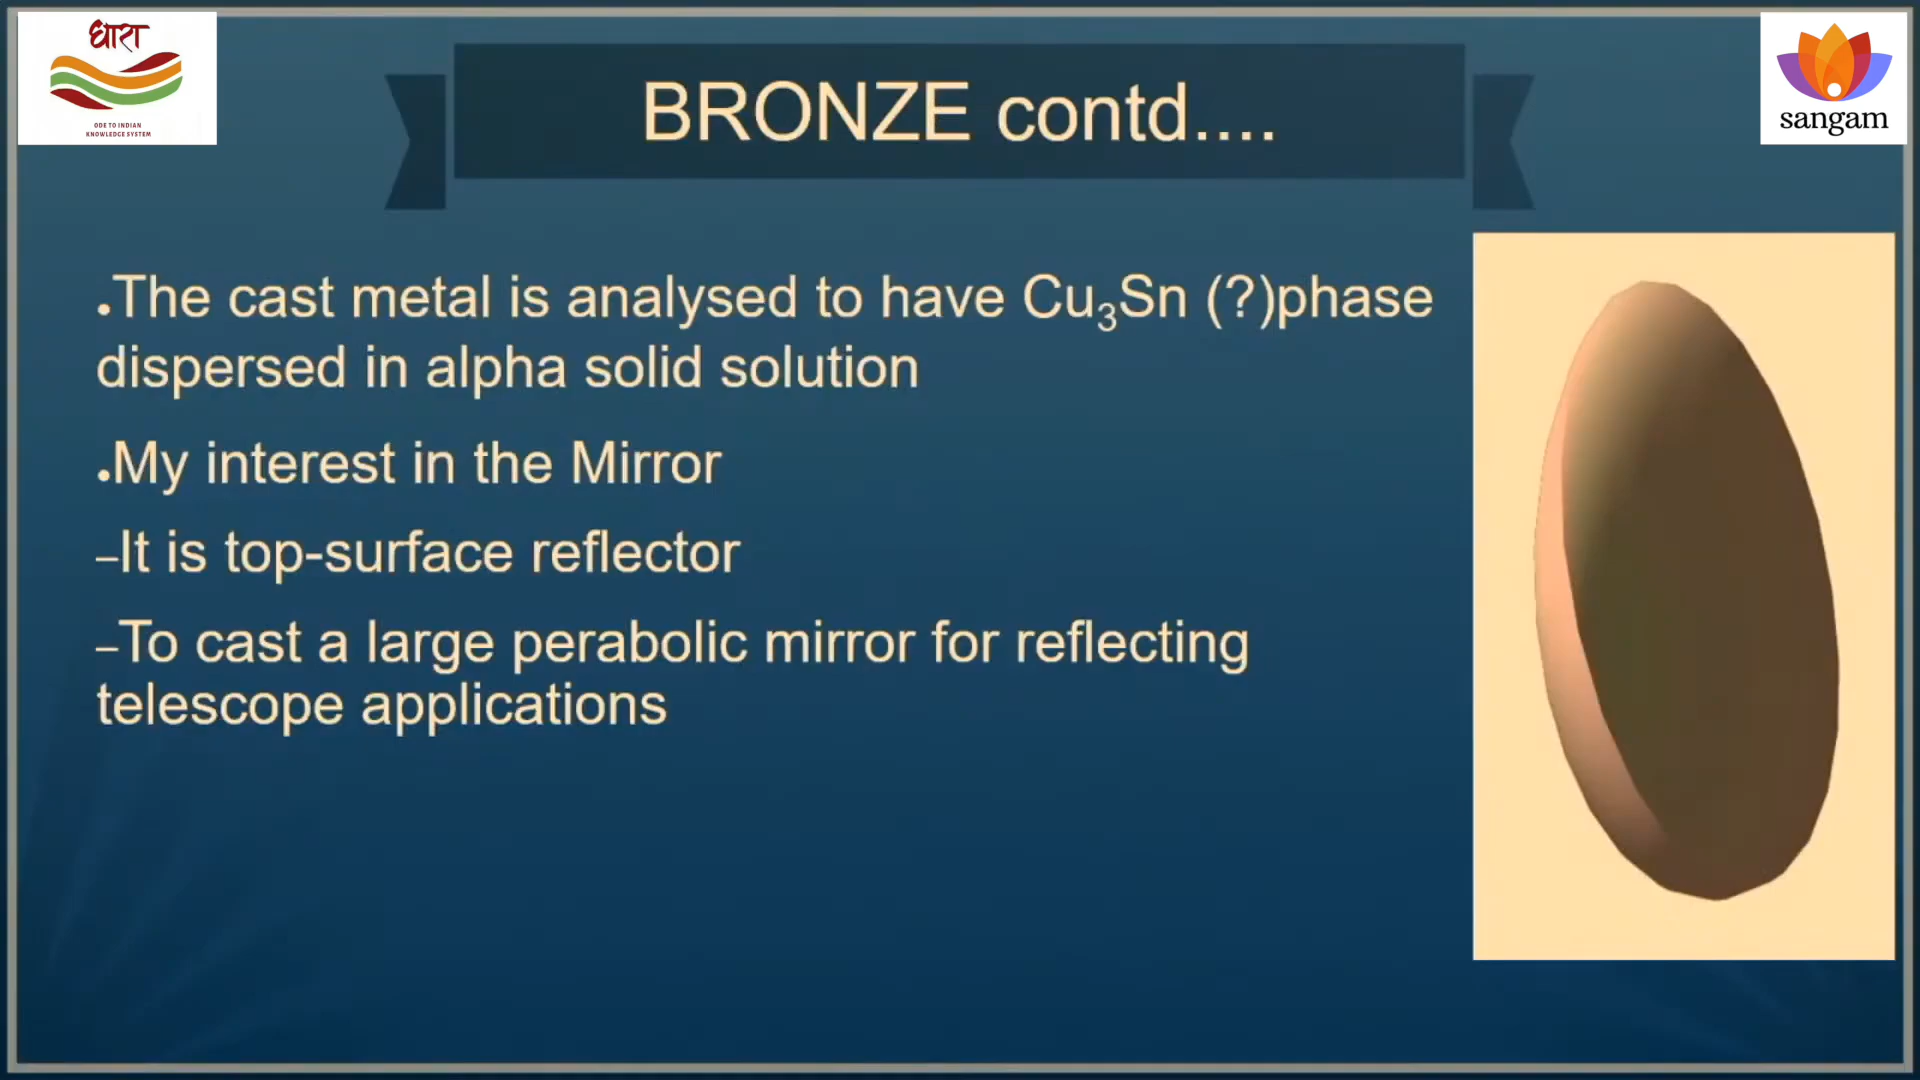 धारा
ODE TO INDIAN
KNOWLEDGE SYSTEM
BRONZE contd....
sangam
•The cast metal is analysed to have Cu₃Sn (?)phase
dispersed in alpha solid solution
•My interest in the Mirror
–It is top-surface reflector
–To cast a large perabolic mirror for reflecting
telescope applications